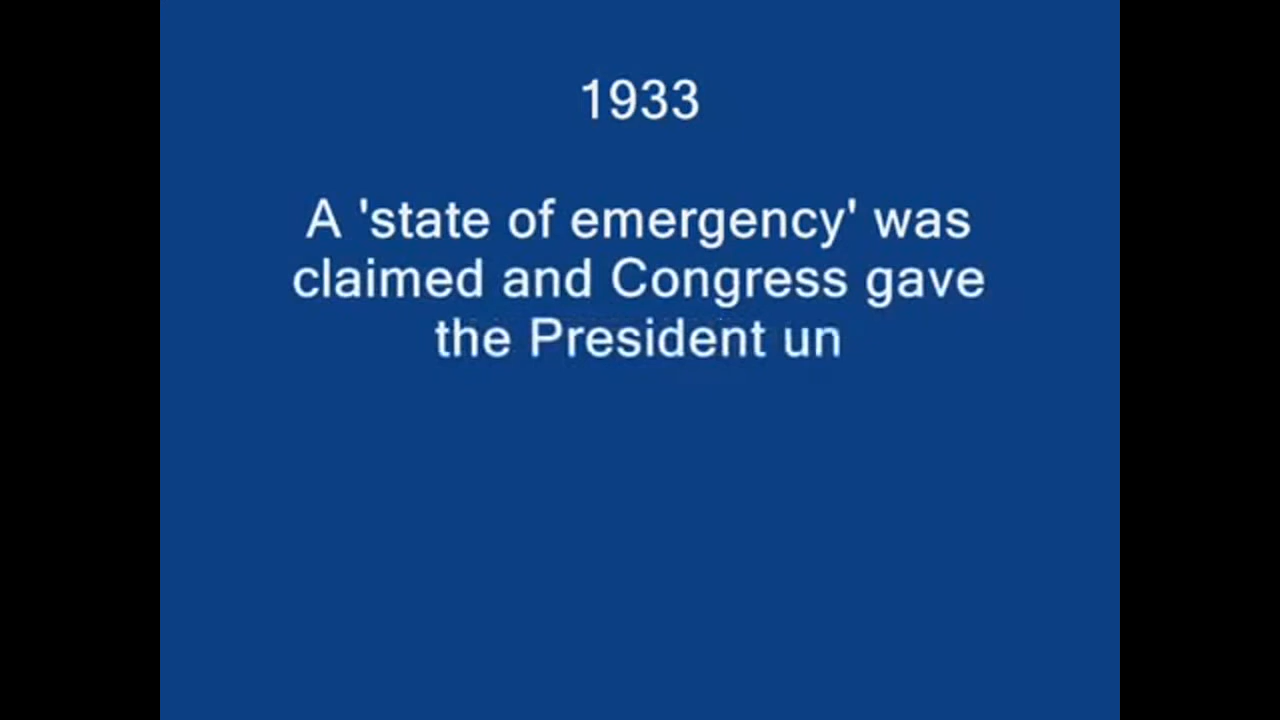 1933
A 'state of emergency' was
claimed and Congress gave
the President un